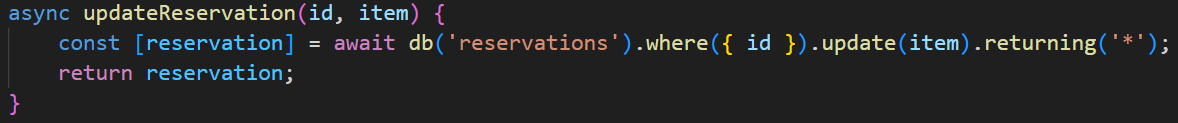 async updateReservation(id, item) {
    const [reservation] = await db('reservations').where({ id }).update(item).returning('*');
    return reservation;
}